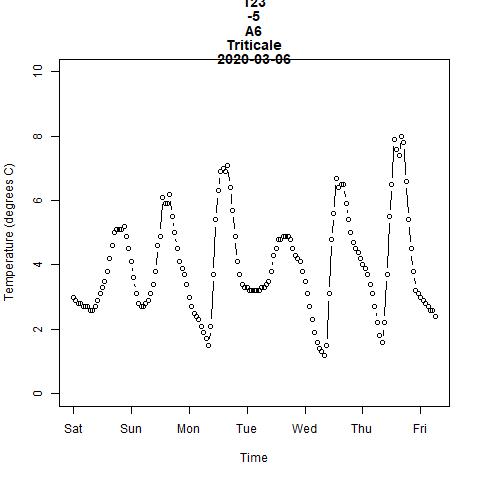 123
-5
A6
Triticale
2020-03-06
10
8
6
4
2
0
Temperature (degrees C)
Sat Sun Mon Tue Wed Thu Fri
Time